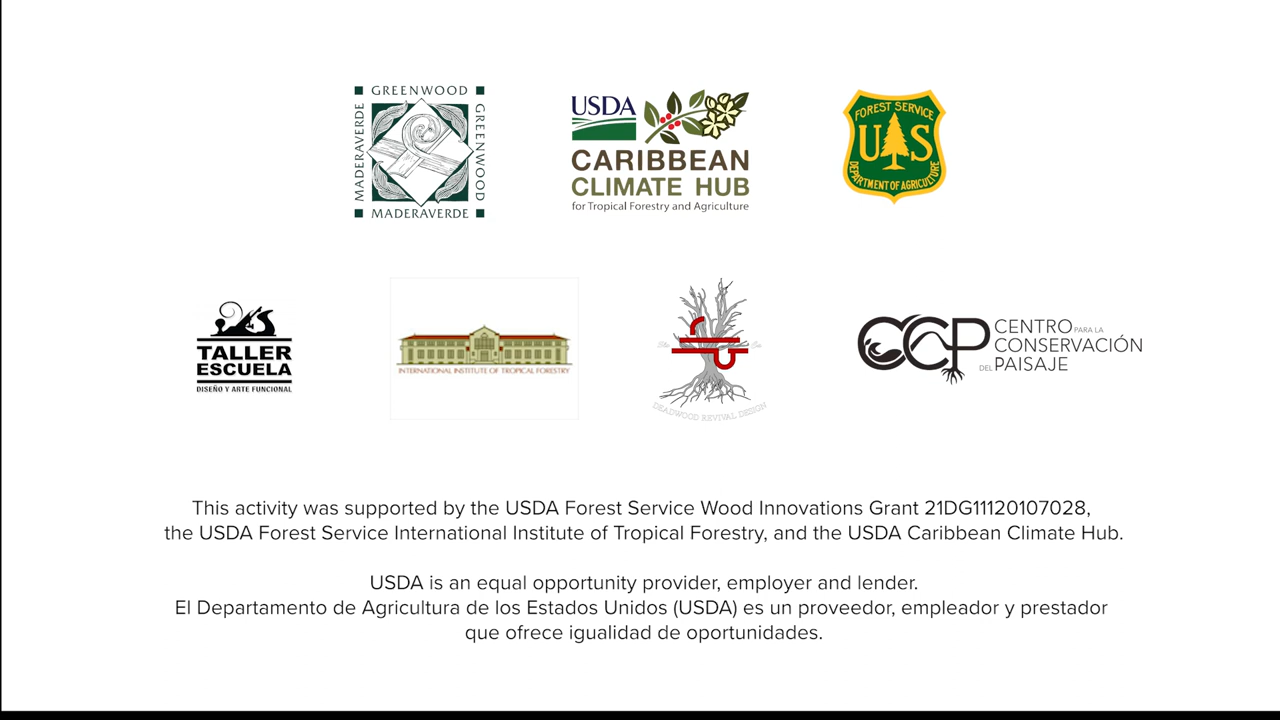 GREENWOOD
MADERAVERDE
GREENWOOD
MADERAVERDE
USDA
CARIBBEAN
CLIMATE HUB
for Tropical Forestry and Agriculture
FOREST SERVICE
U S
DEPARTMENT OF AGRICULTURE
TALLER
ESCUELA
DISEÑO Y ARTE FUNCIONAL
INTERNATIONAL INSTITUTE OF TROPICAL FORESTRY
DEADWOOD REVIVAL DESIGN
CCP
CENTRO PARA LA
CONSERVACIÓN
DEL PAISAJE
This activity was supported by the USDA Forest Service Wood Innovations Grant 21DG11120107028,
the USDA Forest Service International Institute of Tropical Forestry, and the USDA Caribbean Climate Hub.
USDA is an equal opportunity provider, employer and lender.
El Departamento de Agricultura de los Estados Unidos (USDA) es un proveedor, empleador y prestador
que ofrece igualdad de oportunidades.